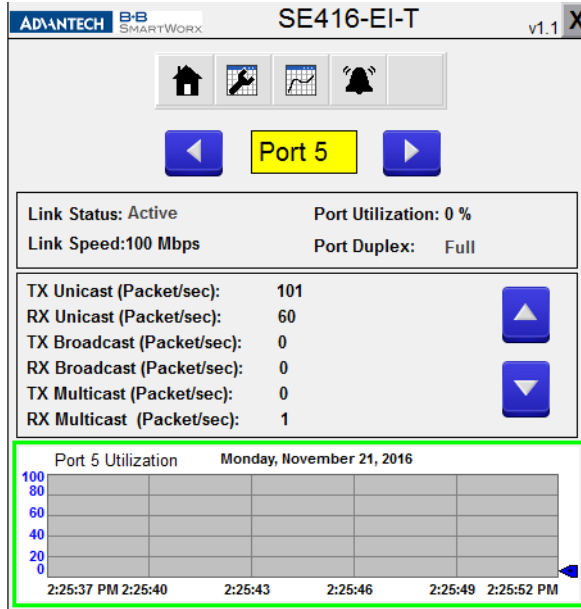 ADVANTECH B+B SMARTWORX SE416-EI-T v1.1 X
Port 5
Link Status: Active Port Utilization: 0 %
Link Speed:100 Mbps Port Duplex: Full
TX Unicast (Packet/sec): 101
RX Unicast (Packet/sec): 60
TX Broadcast (Packet/sec): 0
RX Broadcast (Packet/sec): 0
TX Multicast (Packet/sec): 0
RX Multicast (Packet/sec): 1
Port 5 Utilization Monday, November 21, 2016
100
80
60
40
20
0
2:25:37 PM 2:25:40 2:25:43 2:25:46 2:25:49 2:25:52 PM